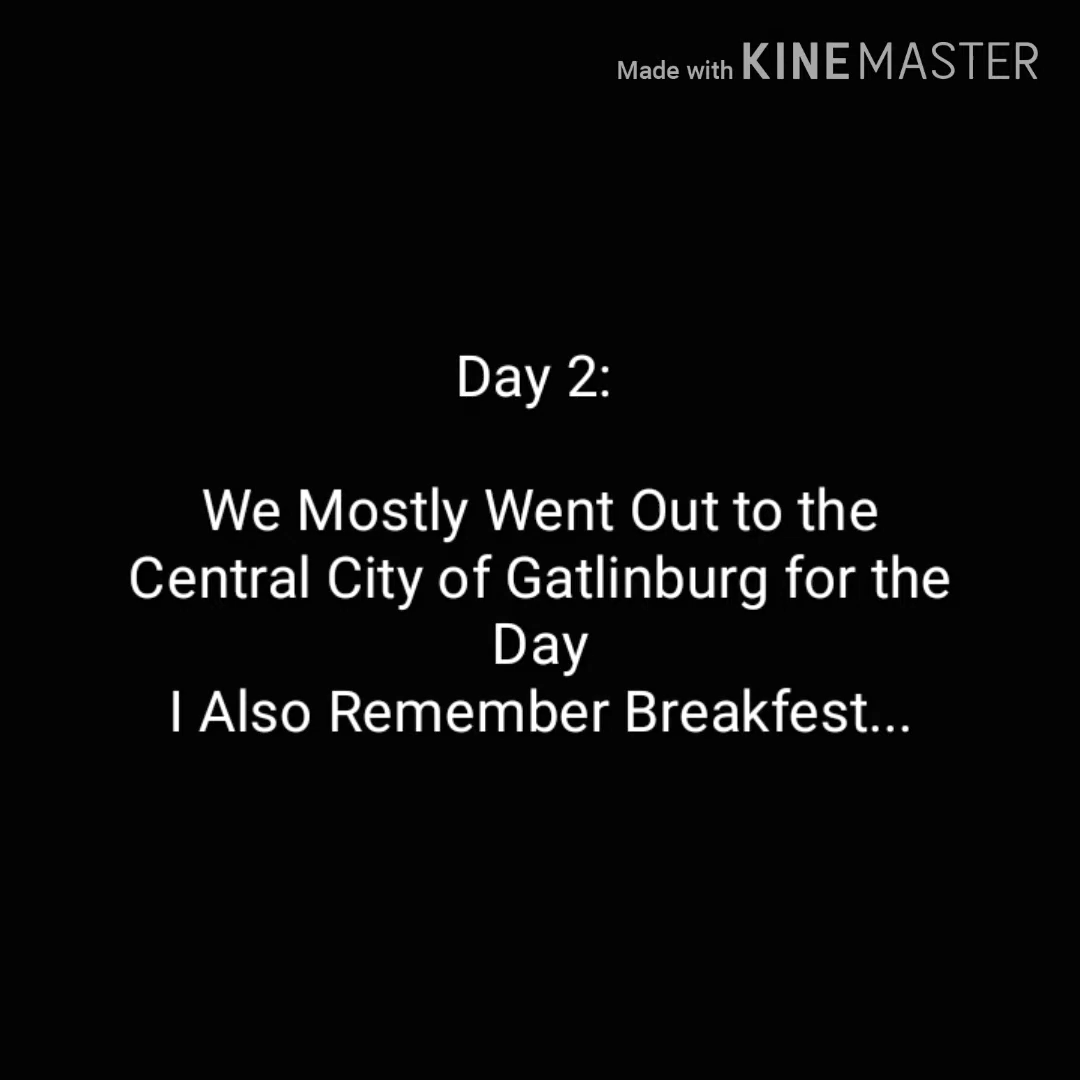 Made with KINEMASTER
Day 2:
We Mostly Went Out to the
Central City of Gatlinburg for the
Day
I Also Remember Breakfest...